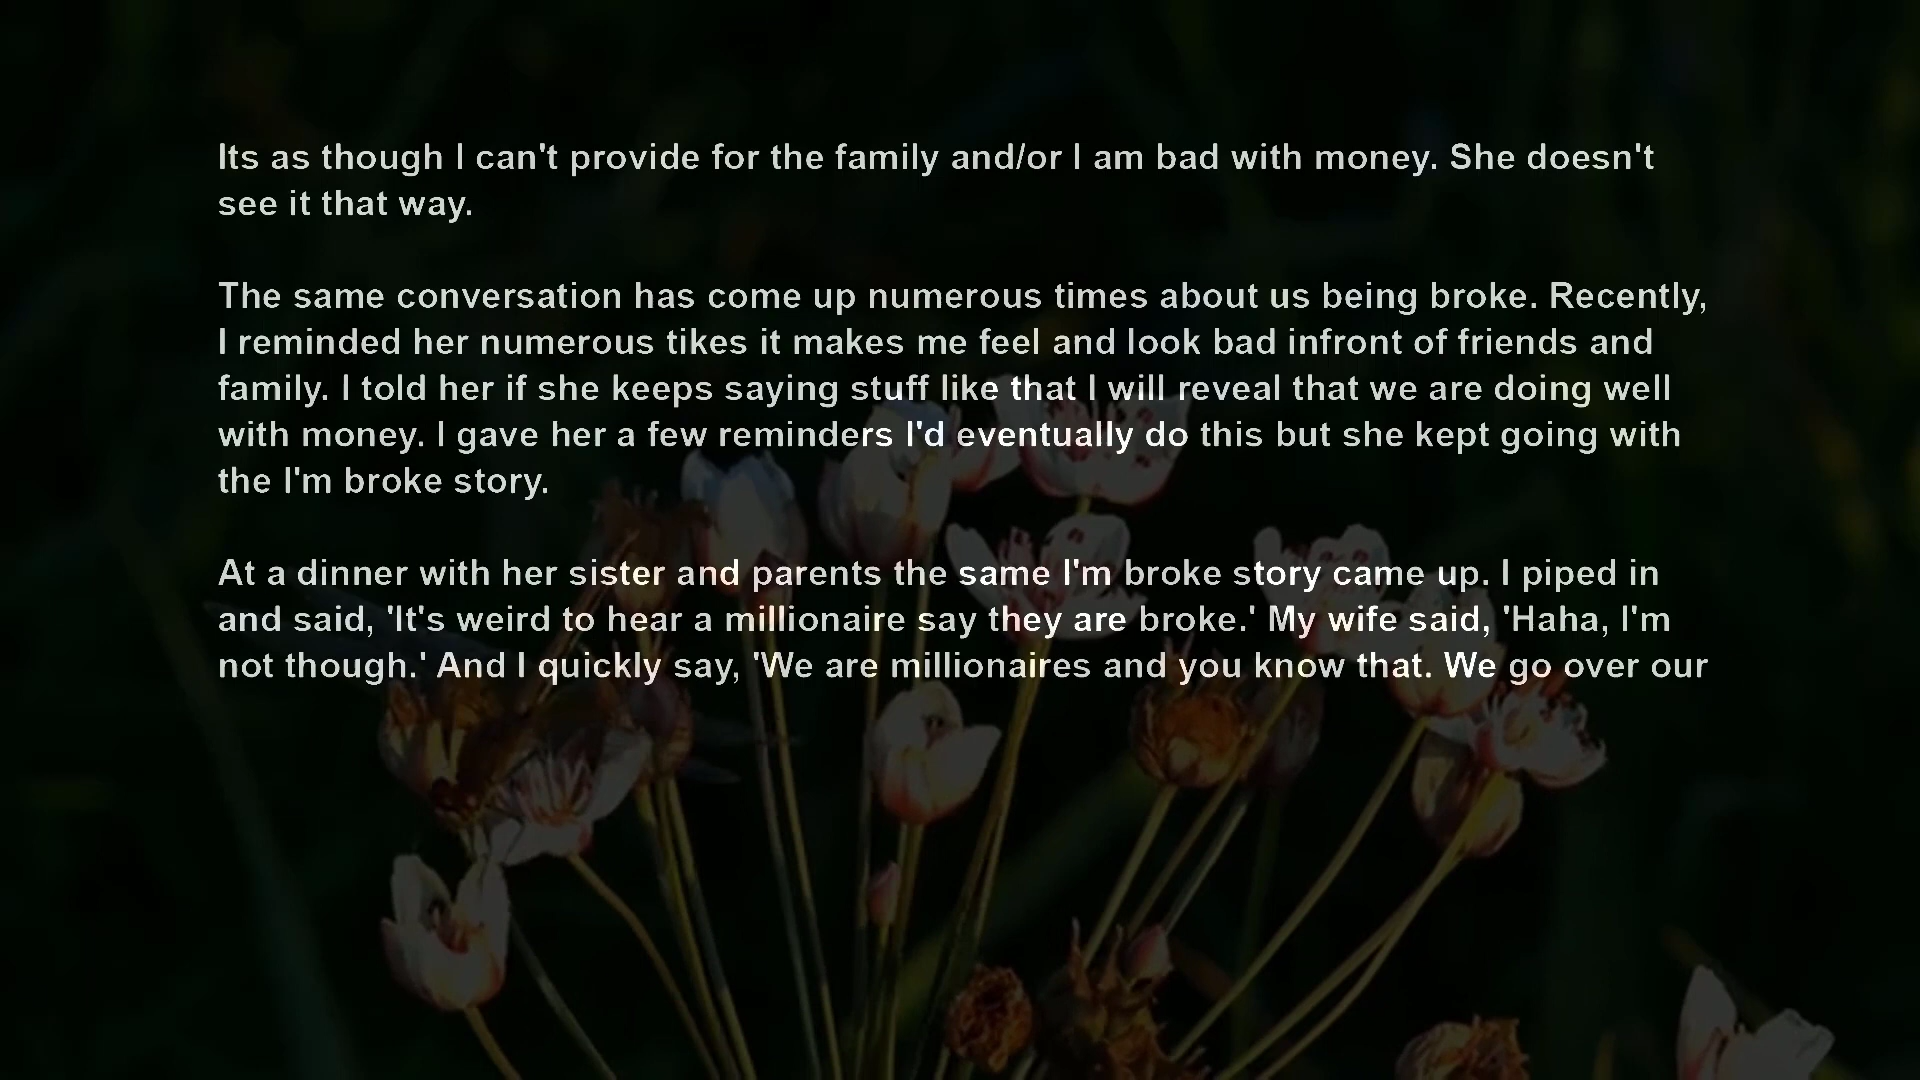 Its as though I can't provide for the family and/or I am bad with money. She doesn't
see it that way.
The same conversation has come up numerous times about us being broke. Recently,
I reminded her numerous tikes it makes me feel and look bad infront of friends and
family. I told her if she keeps saying stuff like that I will reveal that we are doing well
with money. I gave her a few reminders I'd eventually do this but she kept going with
the I'm broke story.
At a dinner with her sister and parents the same I'm broke story came up. I piped in
and said, 'It's weird to hear a millionaire say they are broke.' My wife said, 'Haha, I'm
not though.' And I quickly say, 'We are millionaires and you know that. We go over our